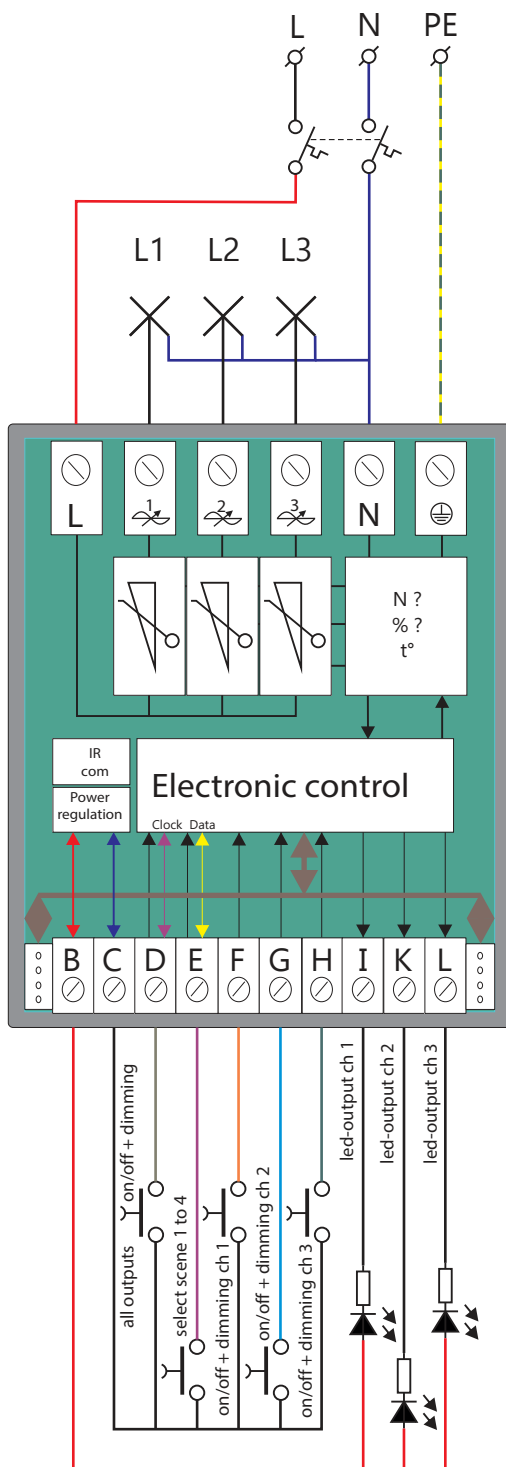 L N PE
L1 L2 L3
L 1 2 3 N
N ?
% ?
t°
IR
com
Power
regulation
Electronic control
Clock Data
B C D E F G H I K L
all outputs on/off + dimming
select scene 1 to 4
on/off + dimming ch 1
on/off + dimming ch 2
on/off + dimming ch 3
led-output ch 1
led-output ch 2
led-output ch 3